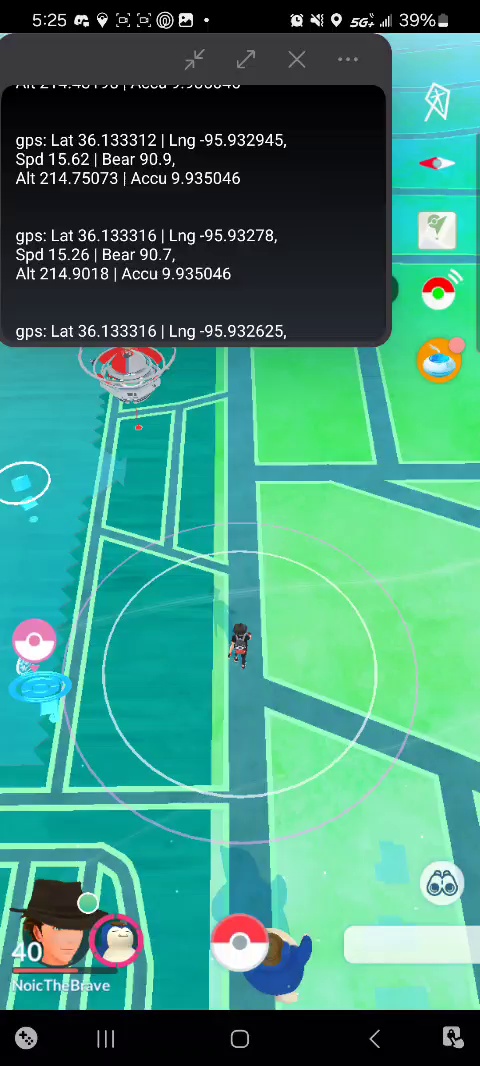 5:25
5G
39%
gps: Lat 36.133312 | Lng -95.932945,
Spd 15.62 | Bear 90.9,
Alt 214.75073 | Accu 9.935046
gps: Lat 36.133316 | Lng -95.93278,
Spd 15.26 | Bear 90.7,
Alt 214.9018 | Accu 9.935046
gps: Lat 36.133316 | Lng -95.932625,
40
NoicTheBrave